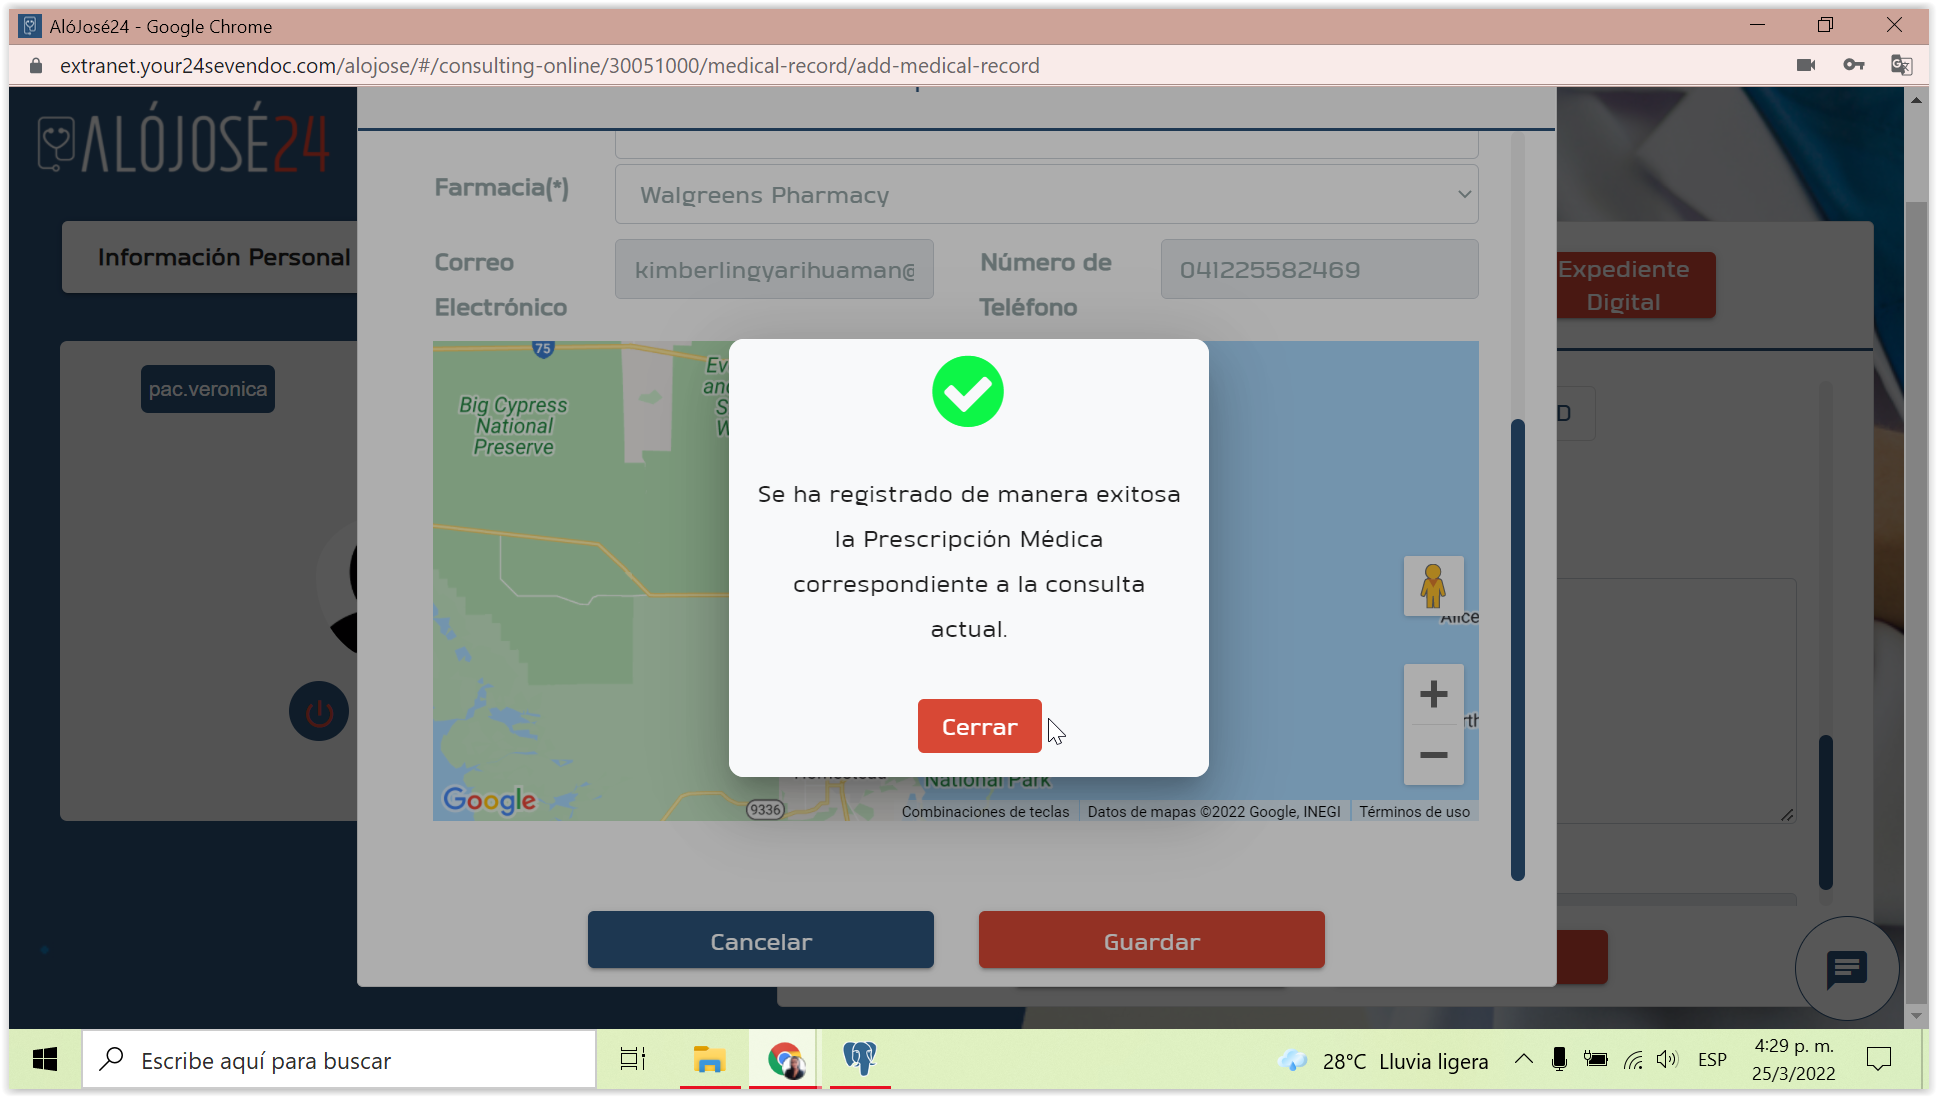 AlóJosé24 - Google Chrome
extranet.your24sevendoc.com/alojose/#/consulting-online/30051000/medical-record/add-medical-record
ALÓJOSÉ24
Información Personal
pac.veronica
Farmacia(*)
Walgreens Pharmacy
Correo
Electrónico
kimberlingyarihuaman@
Número de
Teléfono
041225582469
Expediente
Digital
D
75
Big Cypress
National
Preserve
Se ha registrado de manera exitosa
la Prescripción Médica
correspondiente a la consulta
actual.
Cerrar
Alice
National Park
9336
Google
Combinaciones de teclas
Datos de mapas ©2022 Google, INEGI
Términos de uso
Cancelar
Guardar
Escribe aquí para buscar
28°C Lluvia ligera
ESP
4:29 p. m.
25/3/2022